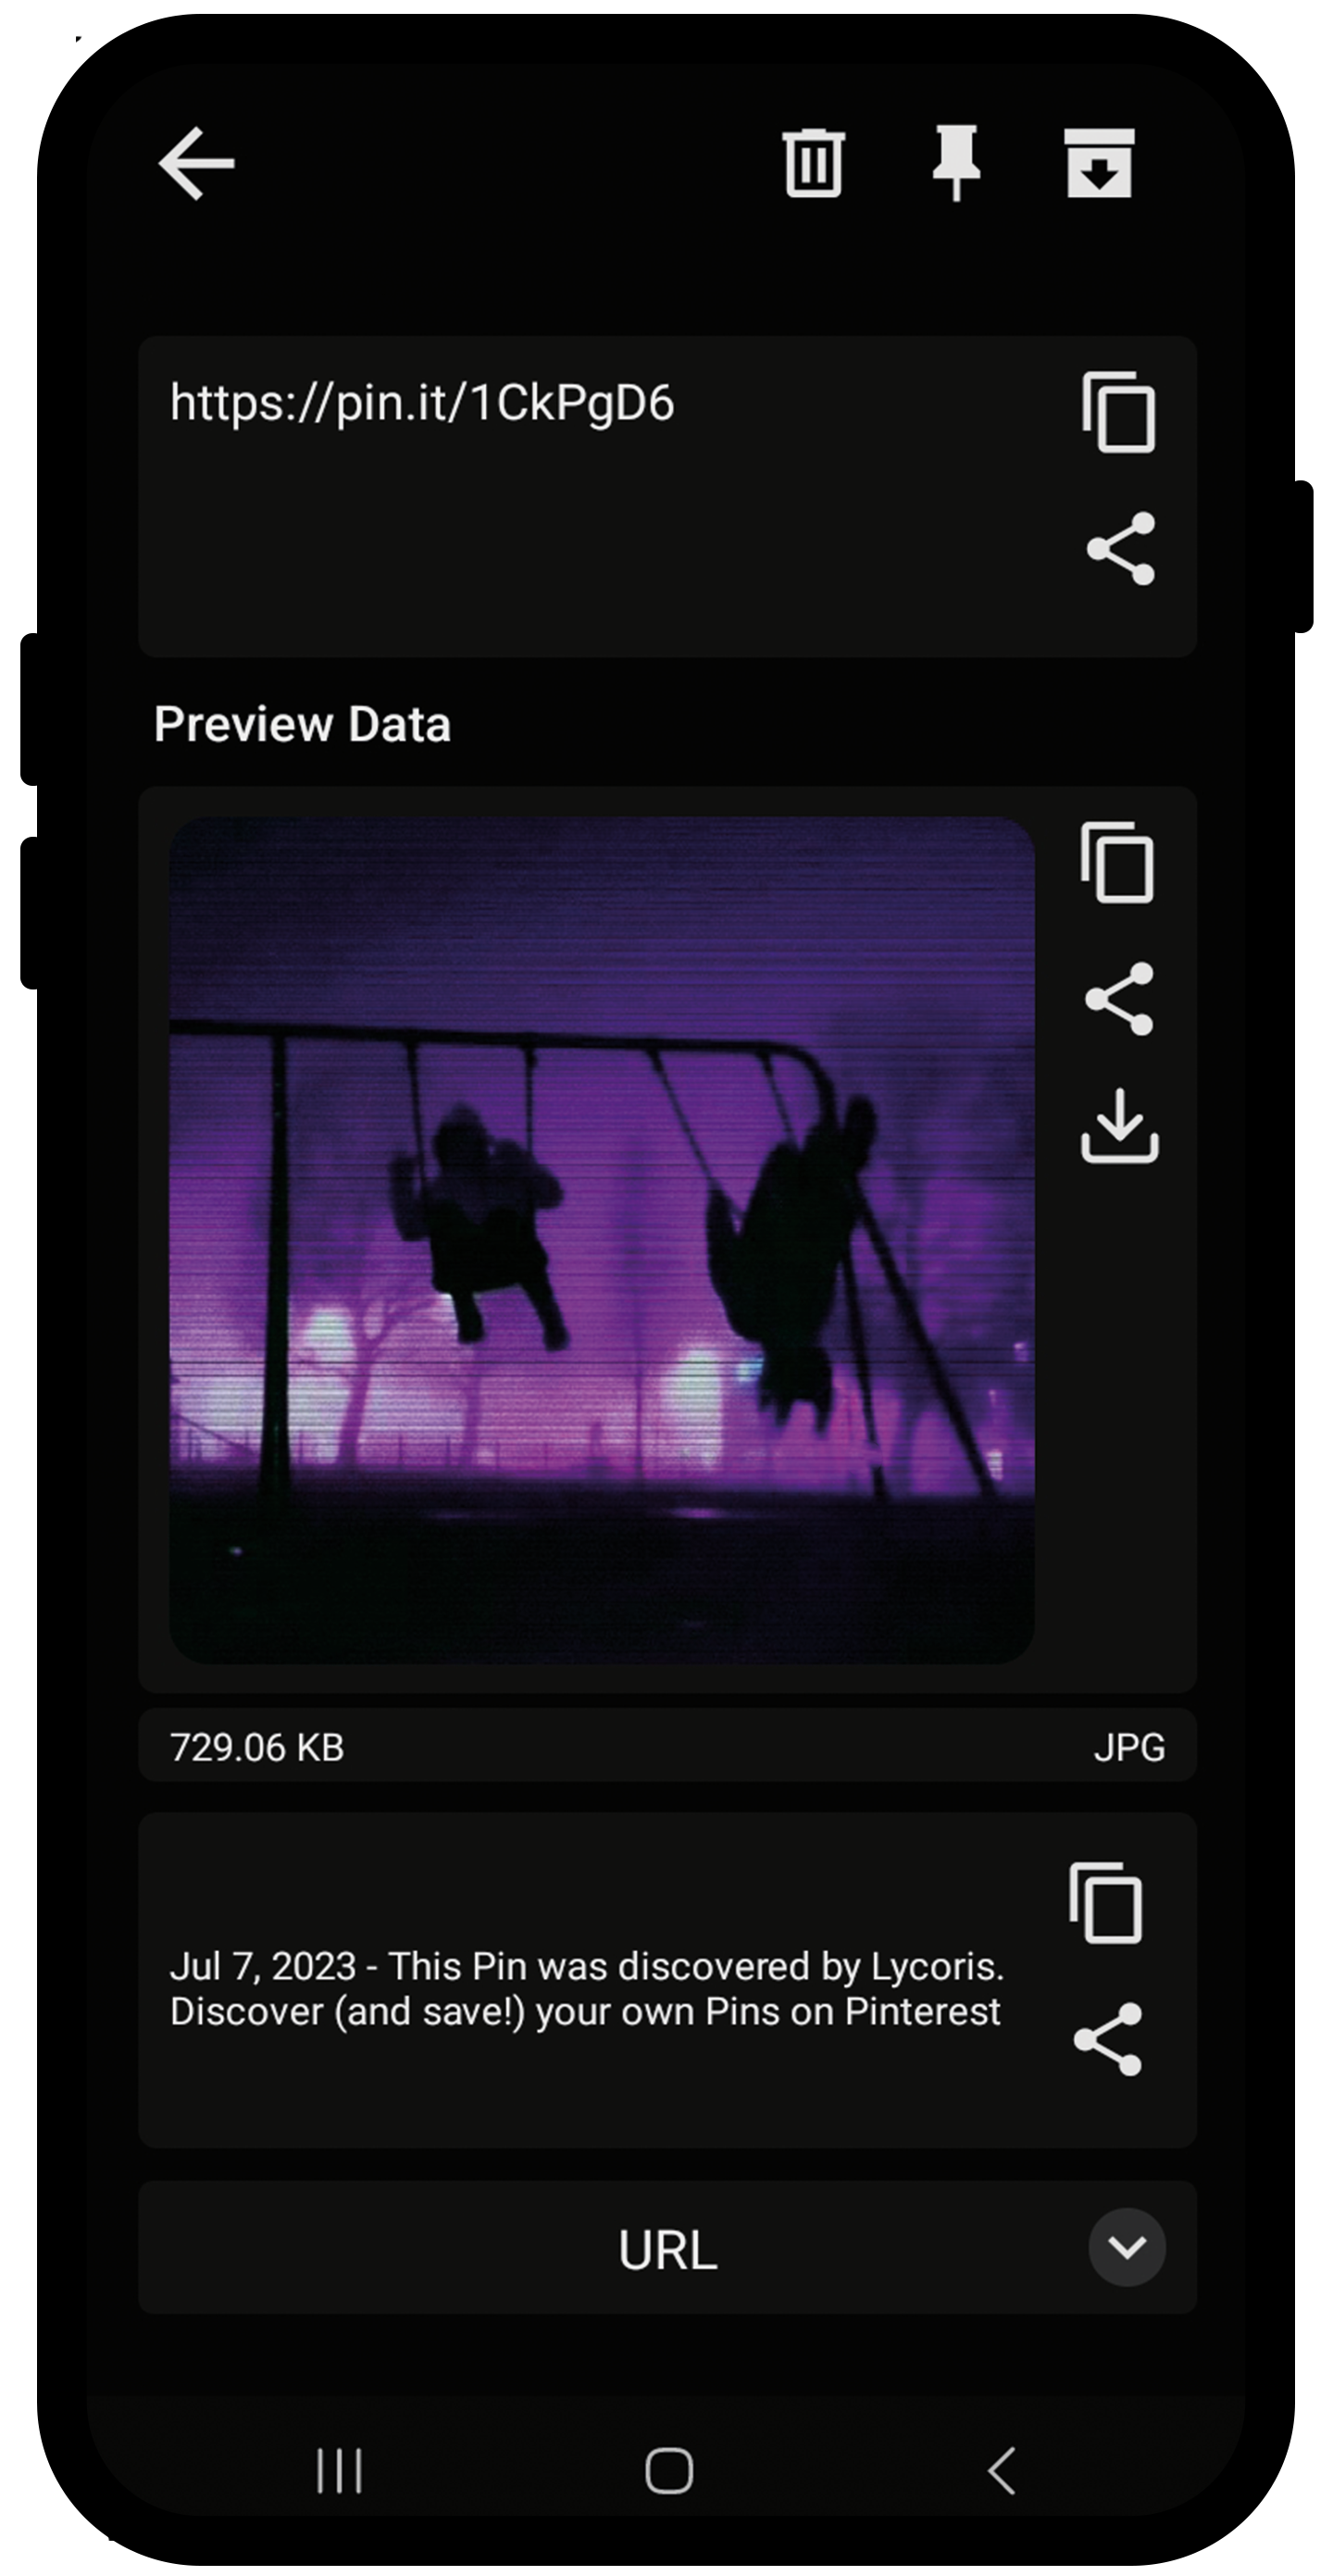 https://pin.it/1CkPgD6
Preview Data
729.06 KB
JPG
Jul 7, 2023 - This Pin was discovered by Lycoris.
Discover (and save!) your own Pins on Pinterest
URL